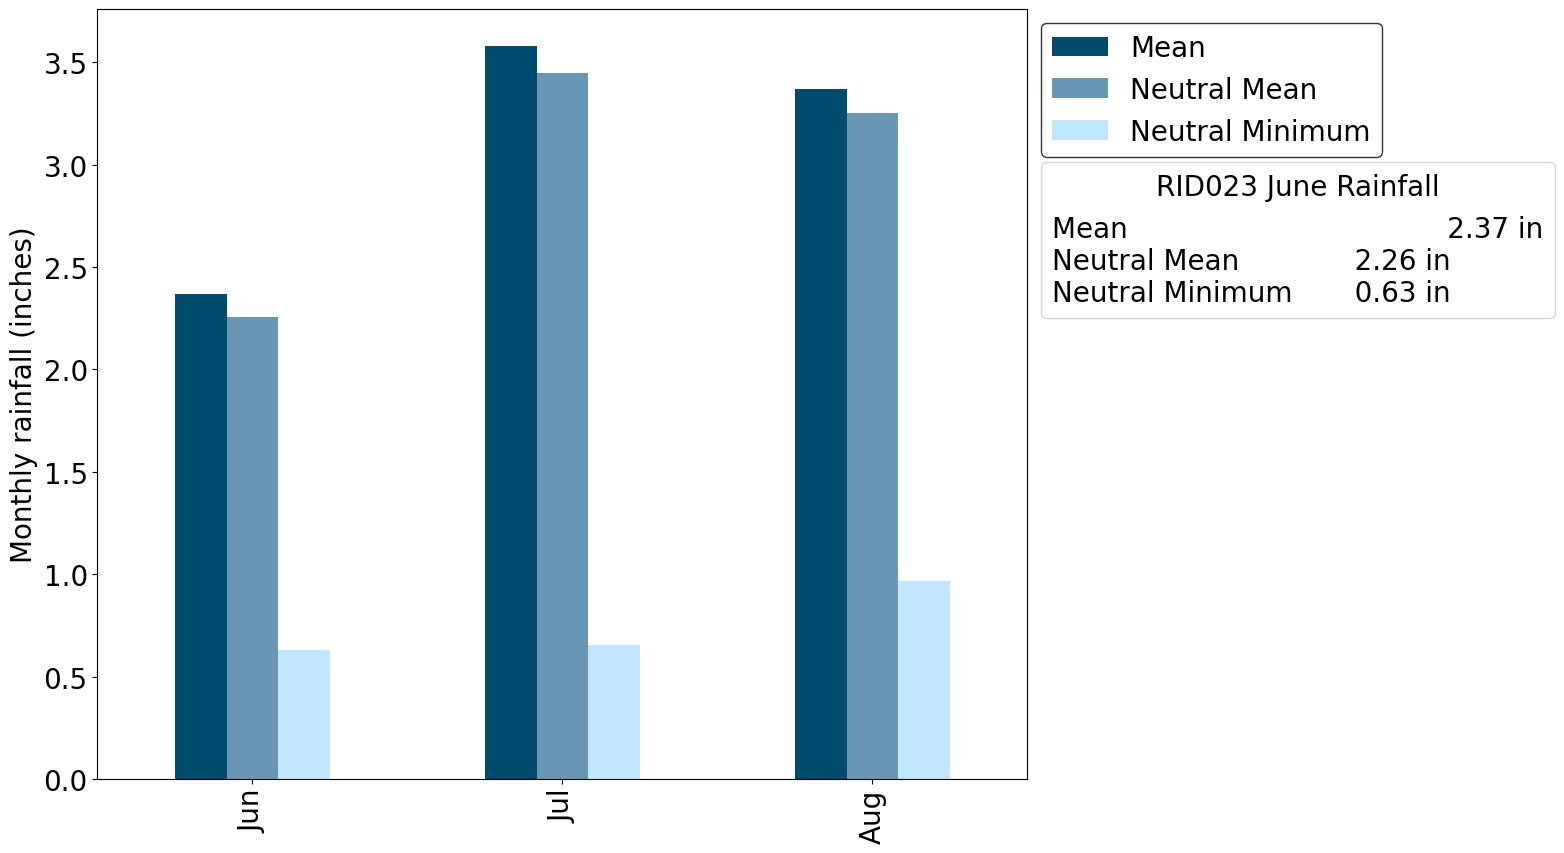 Monthly rainfall (inches)
3.5
3.0
2.5
2.0
1.5
1.0
0.5
0.0
Jun
Jul
Aug
Mean
Neutral Mean
Neutral Minimum
RID023 June Rainfall
Mean 2.37 in
Neutral Mean 2.26 in
Neutral Minimum 0.63 in